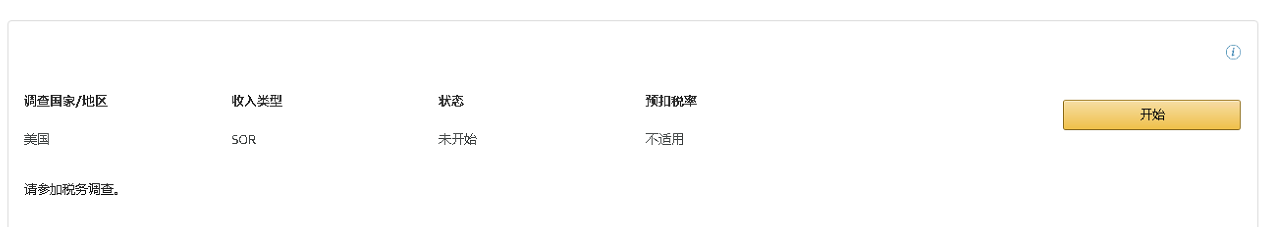 调查国家/地区 收入类型 状态 预扣税率
开始
美国 SOR 未开始 不适用
请参加税务调查。